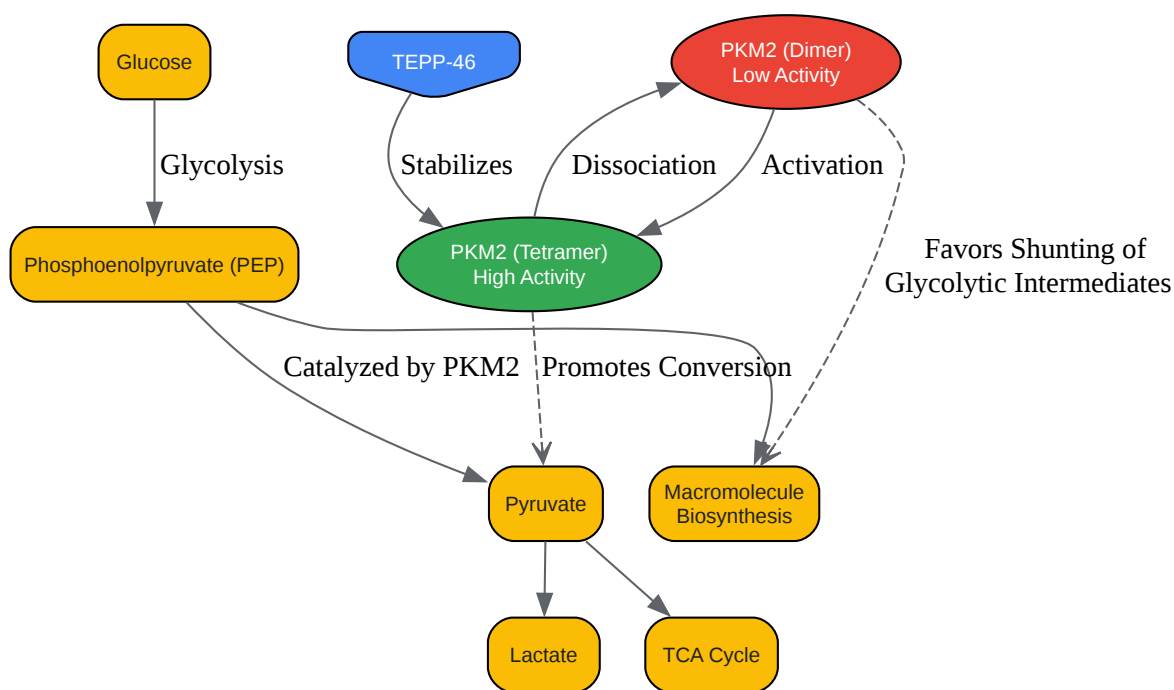 Glucose
TEPP-46
PKM2 (Dimer)
Low Activity
Glycolysis
Stabilizes
Dissociation
Activation
Phosphoenolpyruvate (PEP)
PKM2 (Tetramer)
High Activity
Favors Shunting of
Glycolytic Intermediates
Catalyzed by PKM2
Promotes Conversion
Pyruvate
Macromolecule
Biosynthesis
Lactate
TCA Cycle